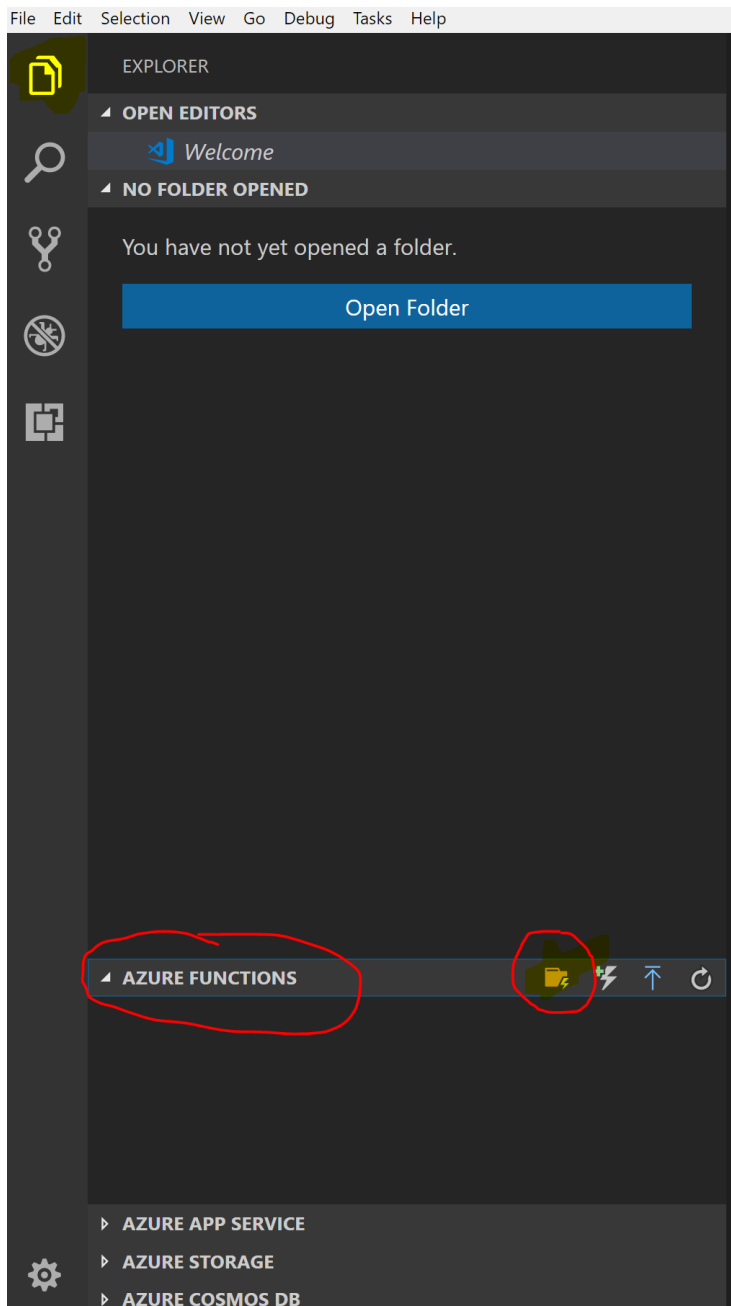 File Edit Selection View Go Debug Tasks Help
EXPLORER
OPEN EDITORS
Welcome
NO FOLDER OPENED
You have not yet opened a folder.
Open Folder
AZURE FUNCTIONS
AZURE APP SERVICE
AZURE STORAGE
AZURE COSMOS DB